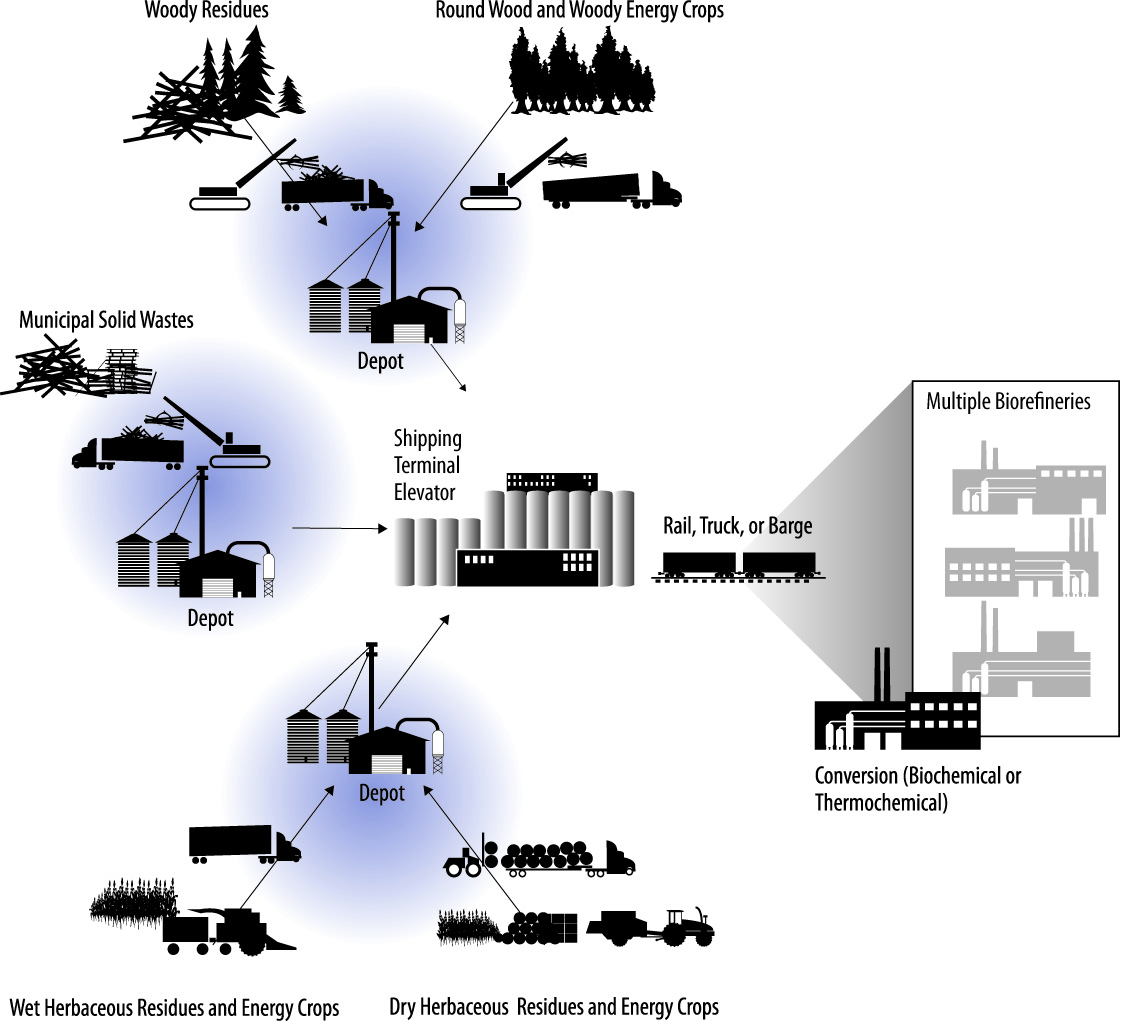 Woody Residues
Round Wood and Woody Energy Crops
Depot
Municipal Solid Wastes
Depot
Shipping
Terminal
Elevator
Rail, Truck, or Barge
Multiple Biorefineries
Conversion (Biochemical or
Thermochemical)
Depot
Wet Herbaceous Residues and Energy Crops
Dry Herbaceous Residues and Energy Crops